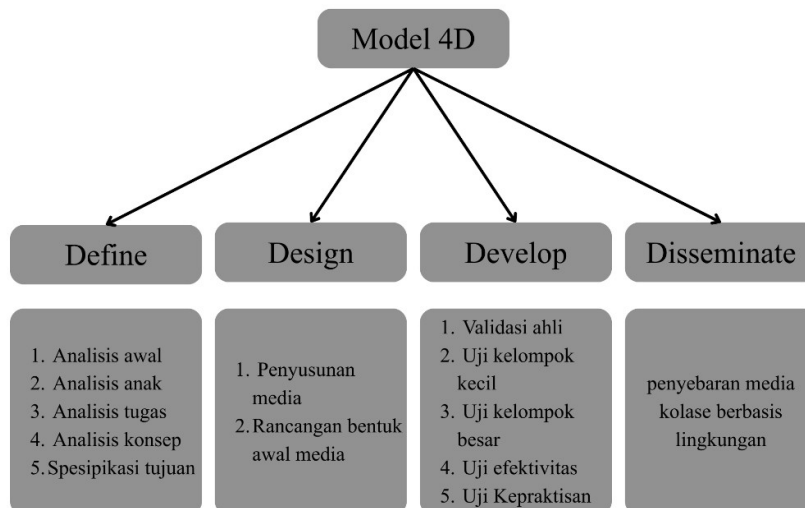 Model 4D
Define
Design
Develop
Disseminate
1. Analisis awal
2. Analisis anak
3. Analisis tugas
4. Analisis konsep
5. Spesipikasi tujuan
1. Penyusunan
media
2. Rancangan bentuk
awal media
1. Validasi ahli
2. Uji kelompok
kecil
3. Uji kelompok
besar
4. Uji efektivitas
5. Uji Kepraktisan
penyebaran media
kolase berbasis
lingkungan